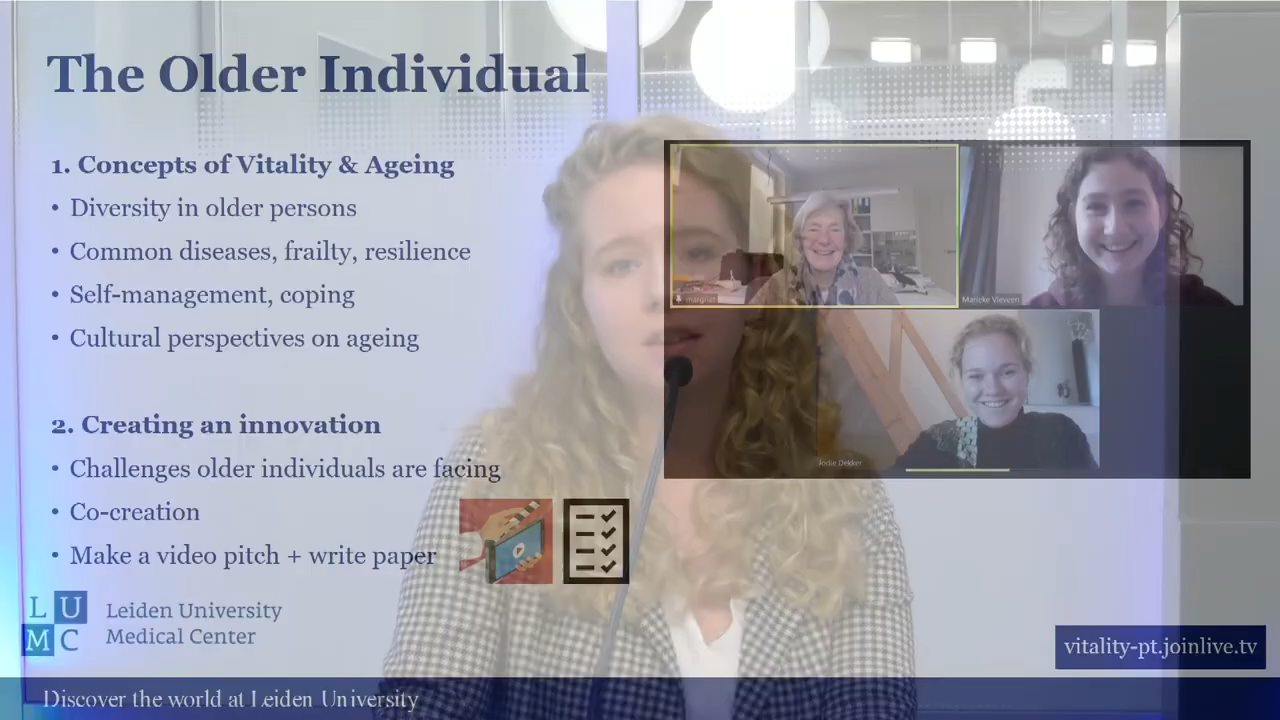 The Older Individual
1. Concepts of Vitality & Ageing
• Diversity in older persons
• Common diseases, frailty, resilience
• Self-management, coping
• Cultural perspectives on ageing
2. Creating an innovation
• Challenges older individuals are facing
• Co-creation
• Make a video pitch + write paper
margriet
Marieke Vieveen
Jodie Dekker
L U
M C
Leiden University
Medical Center
vitality-pt.joinlive.tv
Discover the world at Leiden University